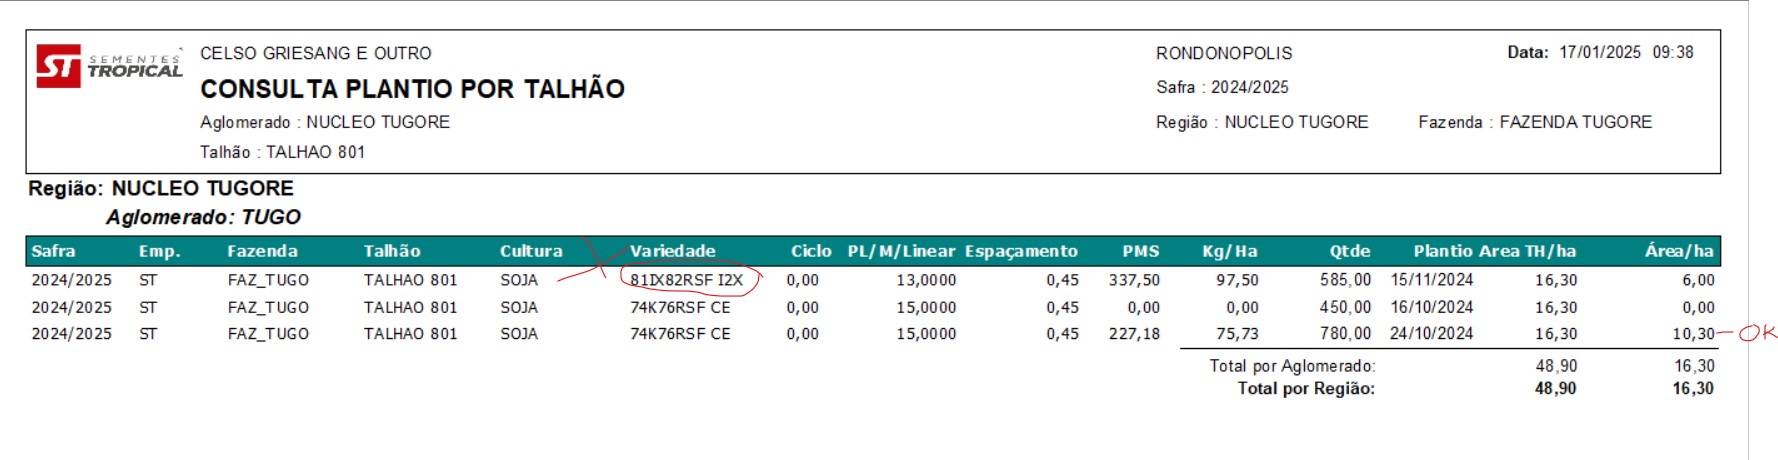 ST SEMENTES TROPICAL
CELSO GRIESANG E OUTRO
RONDONOPOLIS
Data: 17/01/2025 09:38
CONSULTA PLANTIO POR TALHÃO
Safra : 2024/2025
Aglomerado : NUCLEO TUGORE
Região : NUCLEO TUGORE
Fazenda : FAZENDA TUGORE
Talhão : TALHAO 801
Região: NUCLEO TUGORE
Aglomerado: TUGO
Safra Emp. Fazenda Talhão Cultura Variedade Ciclo PL/M/Linear Espaçamento PMS Kg/Ha Qtde Plantio Area TH/ha Área/ha
2024/2025 ST FAZ_TUGO TALHAO 801 SOJA 81IX82RSF I2X 0,00 13,0000 0,45 337,50 97,50 585,00 15/11/2024 16,30 6,00
2024/2025 ST FAZ_TUGO TALHAO 801 SOJA 74K76RSF CE 0,00 15,0000 0,45 0,00 0,00 450,00 16/10/2024 16,30 0,00
2024/2025 ST FAZ_TUGO TALHAO 801 SOJA 74K76RSF CE 0,00 15,0000 0,45 227,18 75,73 780,00 24/10/2024 16,30 10,30 OK
Total por Aglomerado: 48,90 16,30
Total por Região: 48,90 16,30